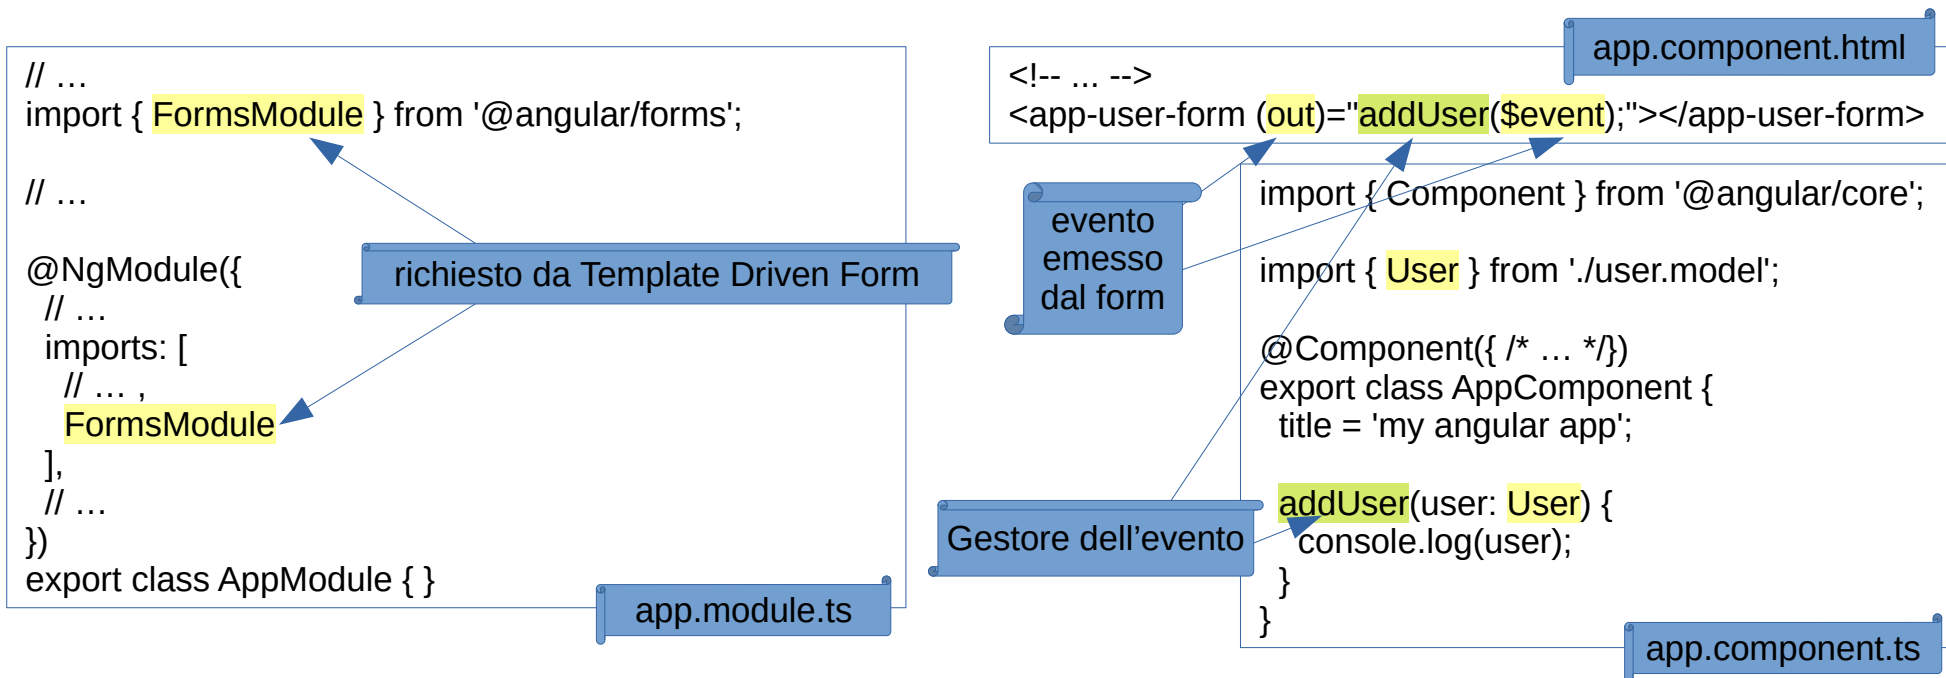 // …
import { FormsModule } from '@angular/forms';
// …
@NgModule({
// …
imports: [
// … ,
FormsModule
],
// …
})
export class AppModule { }
richiesto da Template Driven Form
app.module.ts
app.component.html
<!-- ... -->
<app-user-form (out)="addUser($event);"></app-user-form>
evento
emesso
dal form
import { Component } from '@angular/core';
import { User } from './user.model';
@Component({ /* … */})
export class AppComponent {
title = 'my angular app';
addUser(user: User) {
console.log(user);
}
}
Gestore dell’evento
app.component.ts